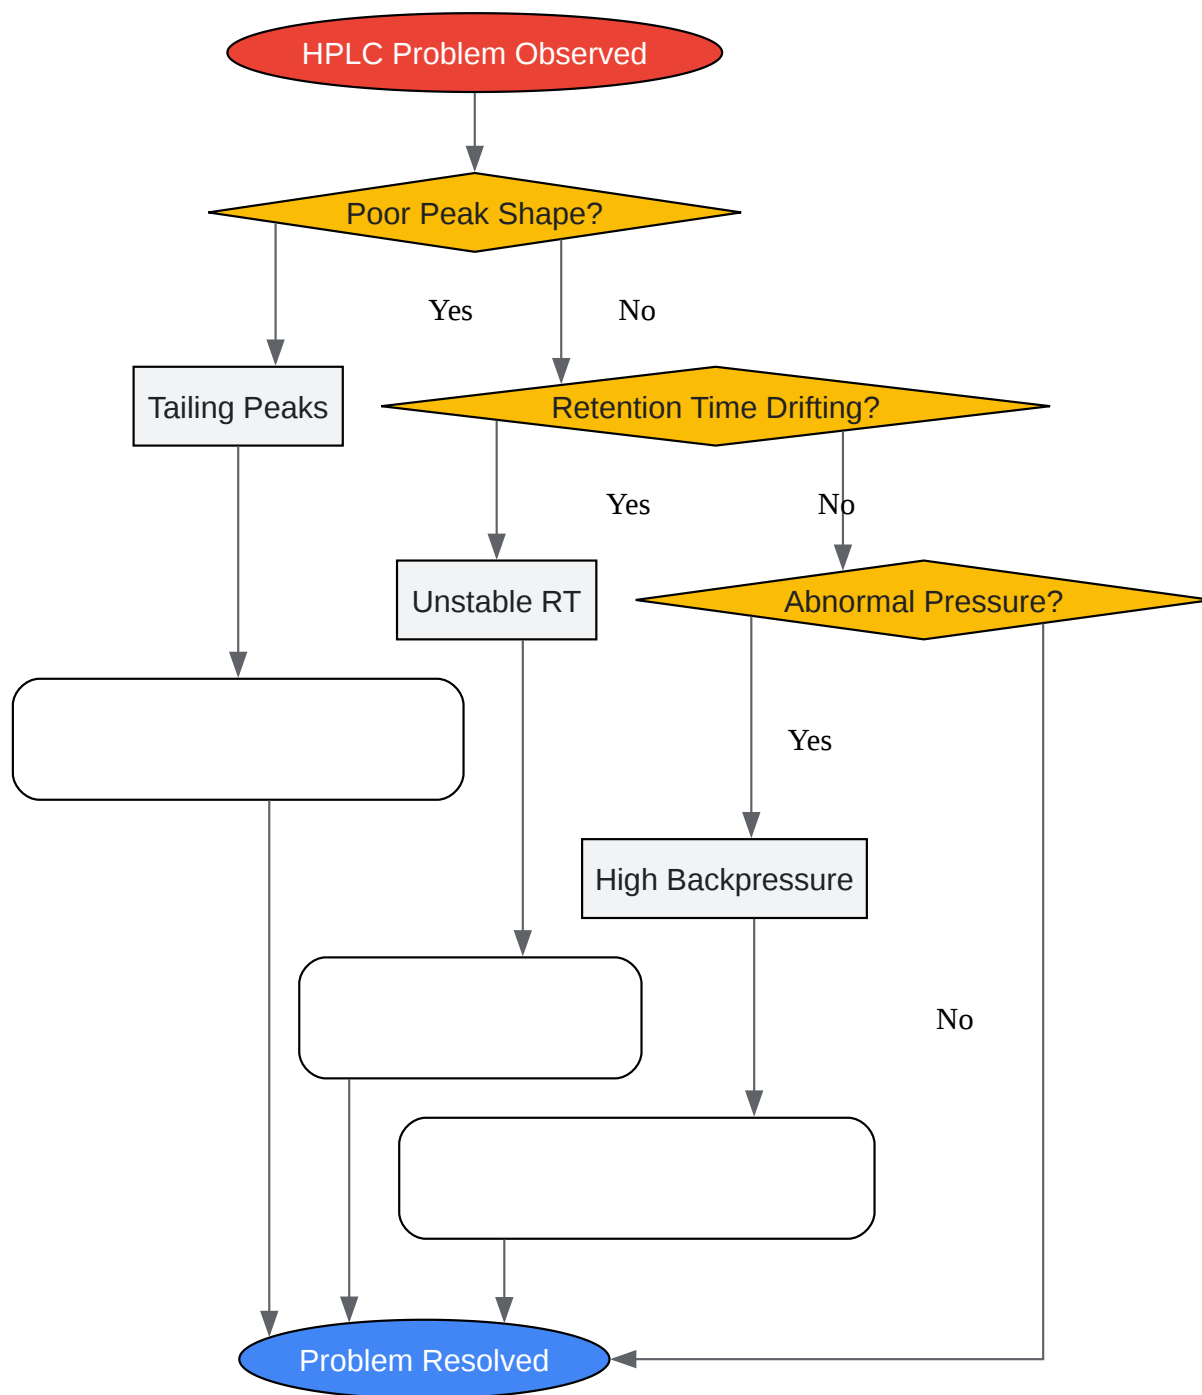 HPLC Problem Observed
Poor Peak Shape?
Yes
No
Tailing Peaks
Retention Time Drifting?
Yes
No
Unstable RT
Abnormal Pressure?
Yes
High Backpressure
No
Problem Resolved